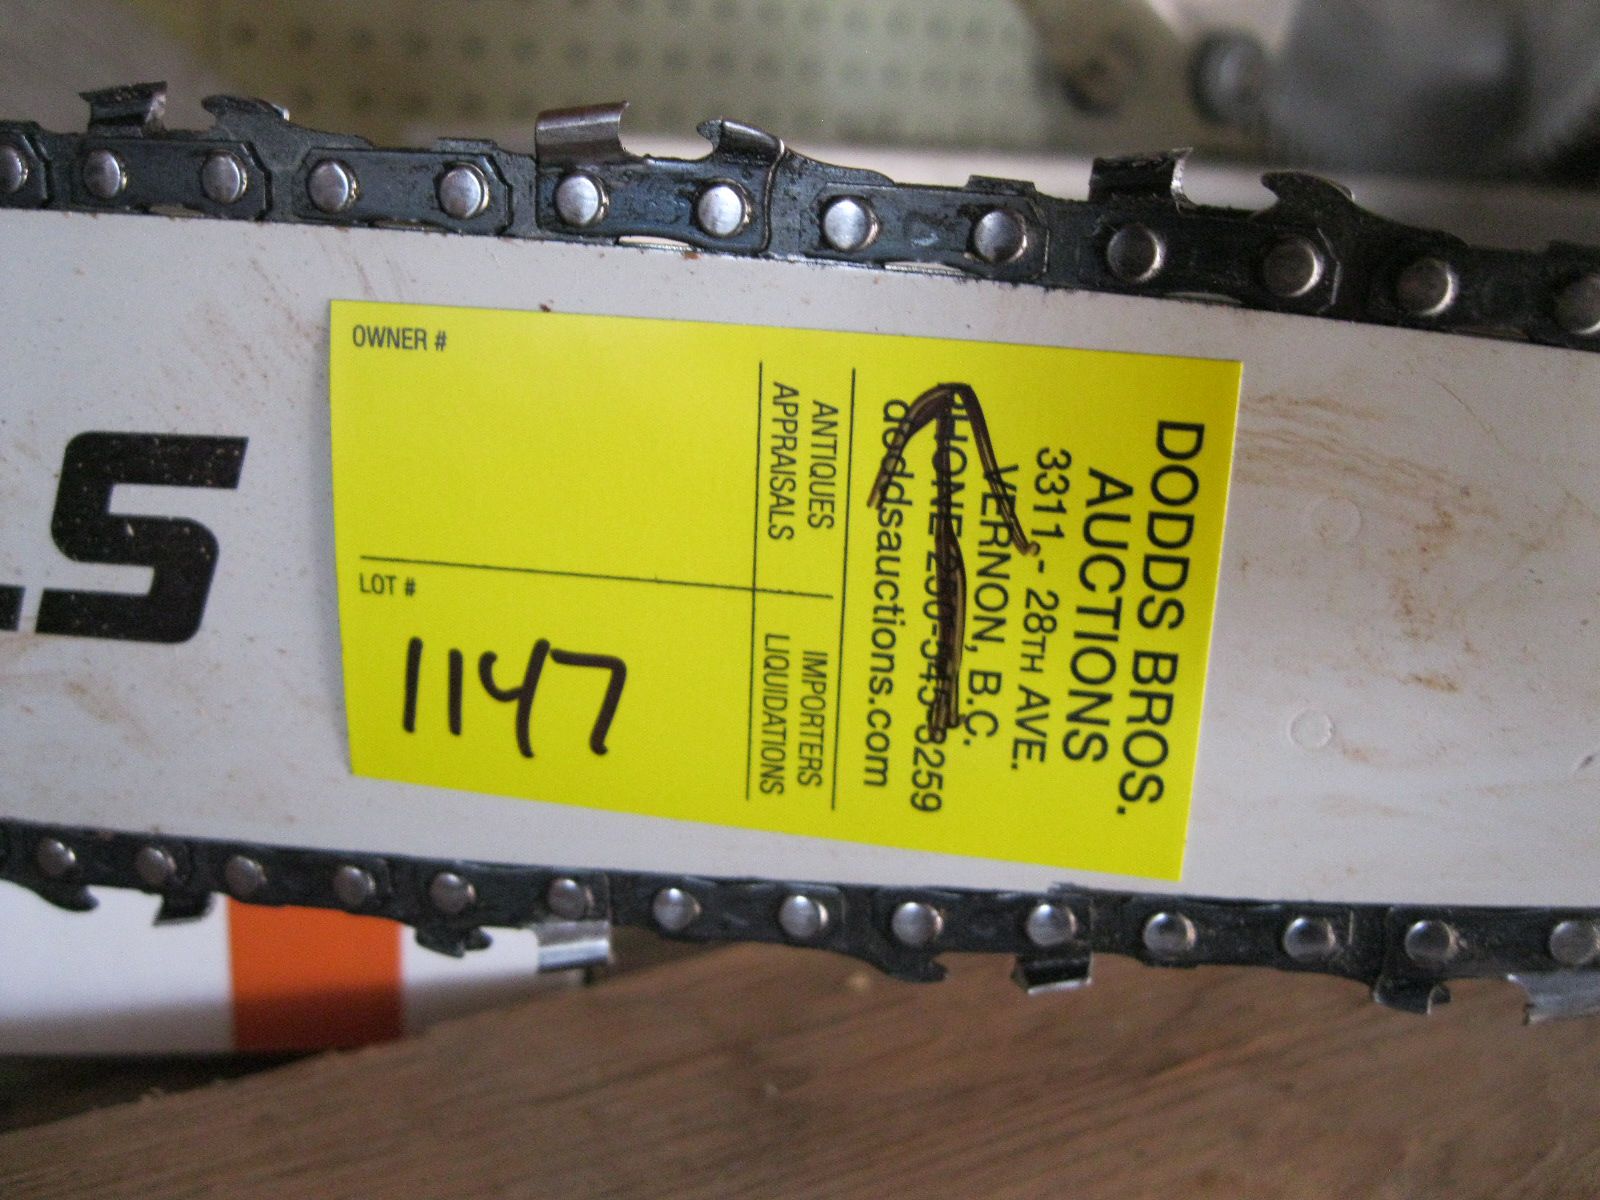 LS
OWNER #
LOT #
1147
DODDS BROS.
AUCTIONS
3311 - 28TH AVE.
VERNON, B.C.
PHONE 250-545-3259
doddsauctions.com
ANTIQUES
APPRAISALS
IMPORTERS
LIQUIDATIONS